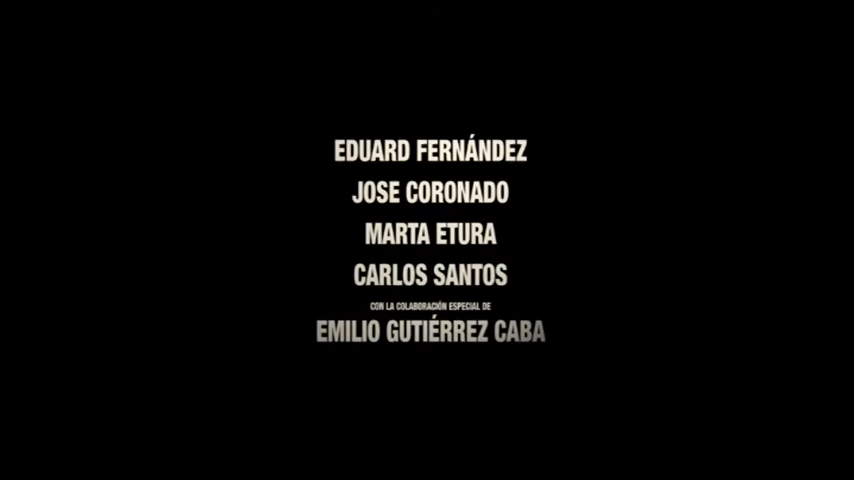 EDUARD FERNÁNDEZ
JOSE CORONADO
MARTA ETURA
CARLOS SANTOS
CON LA COLABORACIÓN ESPECIAL DE
EMILIO GUTIÉRREZ CABA